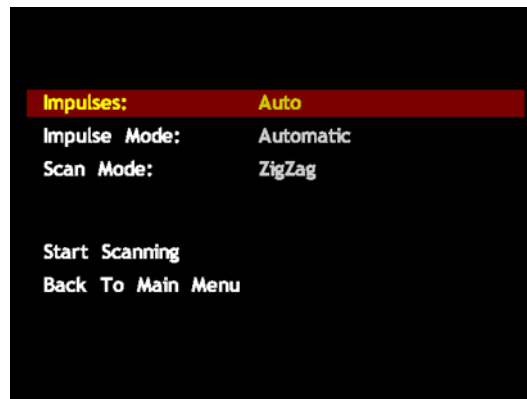 Impulses: Auto
Impulse Mode: Automatic
Scan Mode: ZigZag
Start Scanning
Back To Main Menu